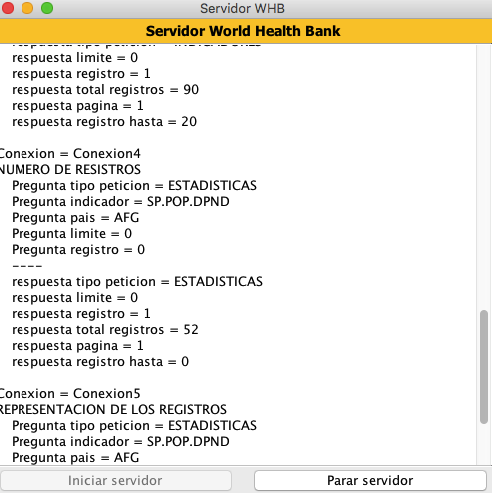 Servidor WHB
Servidor World Health Bank
respuesta tipo peticion =
respuesta limite = 0
respuesta registro = 1
respuesta total registros = 90
respuesta pagina = 1
respuesta registro hasta = 20
Conexion = Conexion4
NUMERO DE RESISTROS
Pregunta tipo peticion = ESTADISTICAS
Pregunta indicador = SP.POP.DPND
Pregunta pais = AFG
Pregunta limite = 0
Pregunta registro = 0
----
respuesta tipo peticion = ESTADISTICAS
respuesta limite = 0
respuesta registro = 1
respuesta total registros = 52
respuesta pagina = 1
respuesta registro hasta = 0
Conexion = Conexion5
REPRESENTACION DE LOS REGISTROS
Pregunta tipo peticion = ESTADISTICAS
Pregunta indicador = SP.POP.DPND
Pregunta pais = AFG
Iniciar servidor
Parar servidor